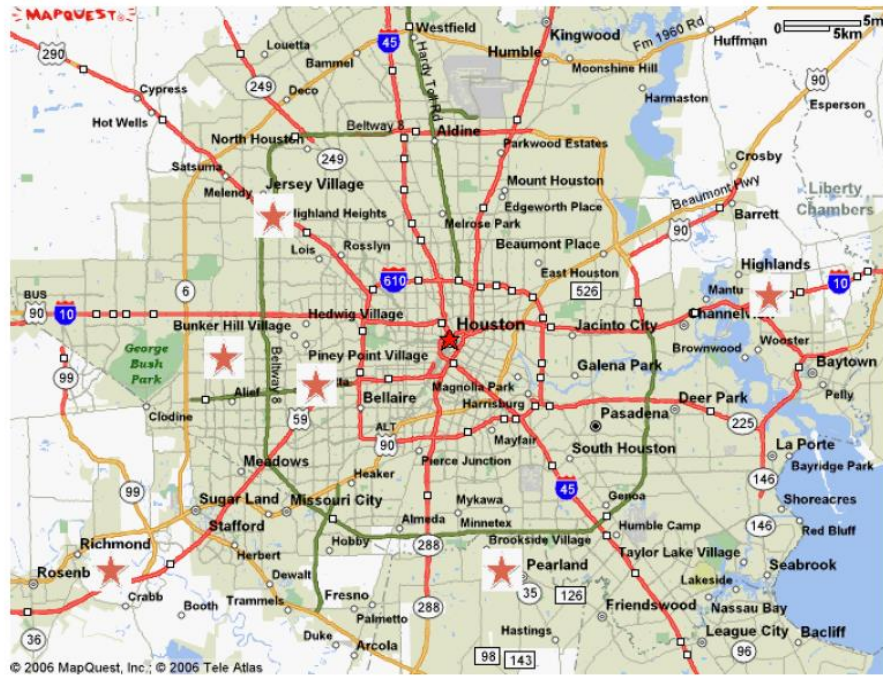 MAPQUEST
Westfield
Kingwood
5m
0
5km
45
Louetta
Humble
Fm 1960 Rd
Huffman
290
Bammel
Hardy Toll Rd
Moonshine Hill
90
Cypress
249
Deco
Harmaston
Esperson
Hot Wells
North Houston
Beltway 8
Aldine
249
Parkwood Estates
Crosby
Satsuma
Melendy
Jersey Village
Mount Houston
Beaumont Hwy
Liberty
Chambers
Highland Heights
Edgeworth Place
Barrett
Melrose Park
90
Lois
Rosslyn
Beaumont Place
East Houston
Highlands
6
610
526
Mantu
10
BUS
90
10
Hedwig Village
Houston
Channelview
Bunker Hill Village
Jacinto City
George
Bush
Park
Beltway 8
Piney Point Village
Brownwood
Wooster
99
Galena Park
Baytown
Alief
Magnolia Park
Pelly
Clodine
59
Bellaire
Harrisburg
Deer Park
ALT
90
Pasadena
225
Mayfair
La Porte
Meadows
Pierce Junction
South Houston
Bayridge Park
Heaker
146
99
45
Sugar Land
Missouri City
Mykawa
Genoa
Shoreacres
Stafford
Almeda
Minnetex
Humble Camp
146
Red Bluff
Richmond
Herbert
Hobby
288
Brookside Village
Taylor Lake Village
Rosenb
Dewalt
Pearland
Lakeside
Seabrook
Crabb
Booth
Trammels
Fresno
35
126
Nassau Bay
Palmetto
288
Friendswood
36
Duke
Hastings
League City
Bacliff
Arcola
98
143
96
© 2006 MapQuest, Inc.; © 2006 Tele Atlas